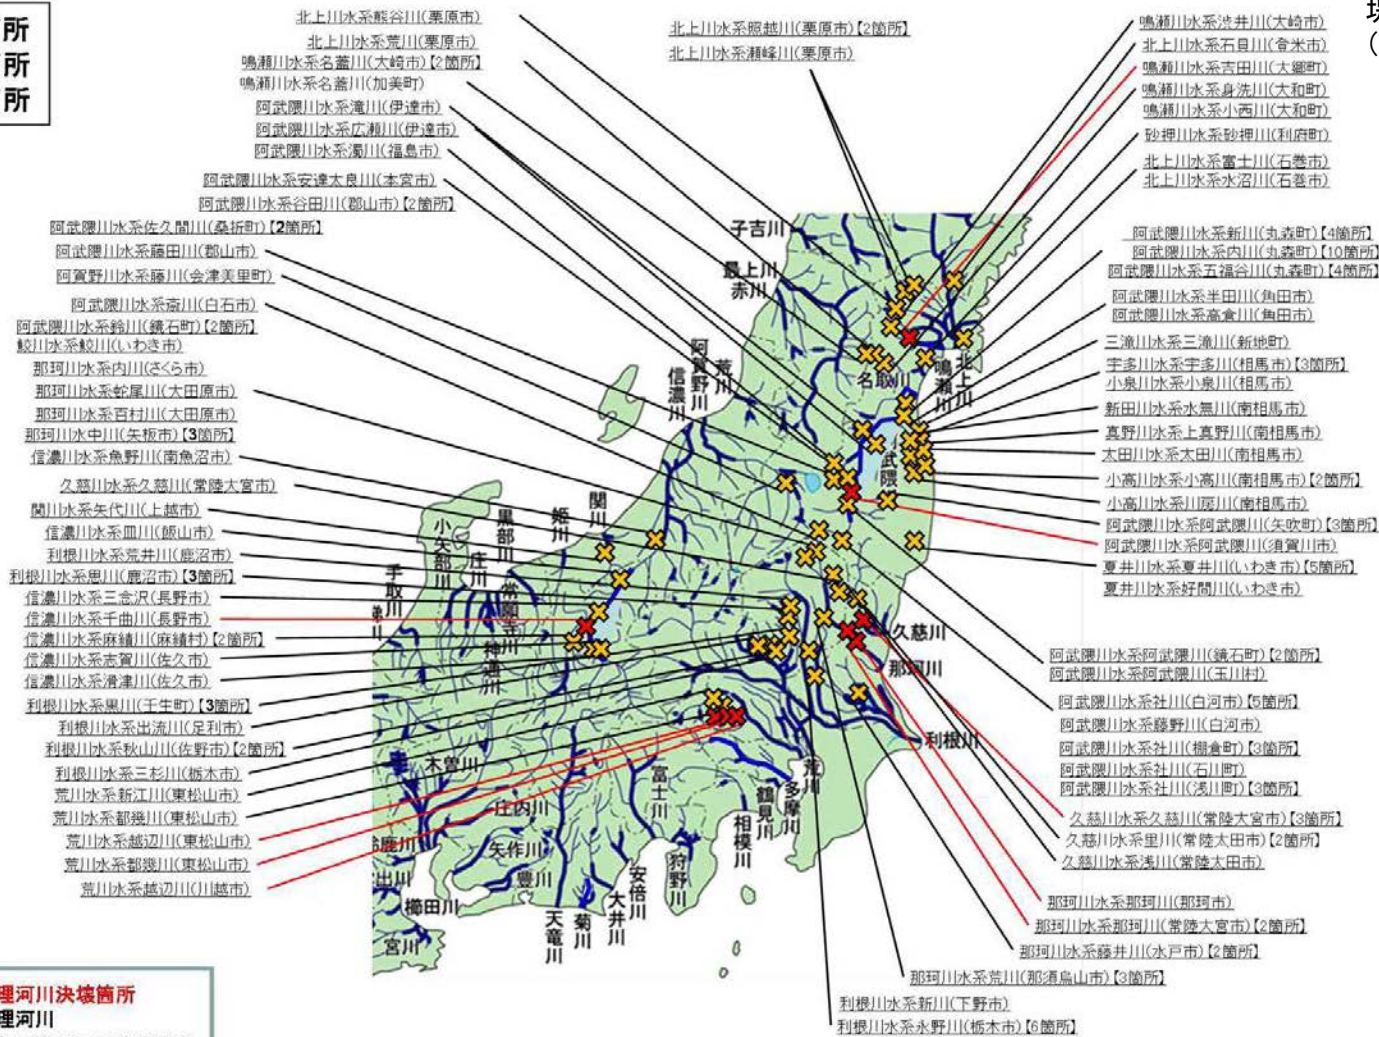 所
所
所
北上川水系熊谷川(栗原市)
北上川水系荒川(栗原市)
鳴瀬川水系名蓋川(大崎市)【2箇所】
鳴瀬川水系名蓋川(加美町)
阿武隈川水系滝川(伊達市)
阿武隈川水系広瀬川(伊達市)
阿武隈川水系濁川(福島市)
阿武隈川水系安達太良川(本宮市)
阿武隈川水系谷田川(郡山市)【2箇所】
阿武隈川水系佐久間川(桑折町)【2箇所】
阿武隈川水系藤田川(郡山市)
阿賀野川水系藤川(会津美里町)
阿武隈川水系斎川(白石市)
阿武隈川水系鈴川(鏡石町)【2箇所】
鮫川水系鮫川(いわき市)
那珂川水系内川(さくら市)
那珂川水系蛇尾川(大田原市)
那珂川水系百村川(大田原市)
那珂川水中川(矢板市)【3箇所】
信濃川水系魚野川(南魚沼市)
久慈川水系久慈川(常陸大宮市)
関川水系矢代川(上越市)
信濃川水系皿川(飯山市)
利根川水系荒井川(鹿沼市)
利根川水系思川(鹿沼市)【3箇所】
信濃川水系三念沢(長野市)
信濃川水系千曲川(長野市)
信濃川水系麻績川(麻績村)【2箇所】
信濃川水系志賀川(佐久市)
信濃川水系滑津川(佐久市)
利根川水系黒川(壬生町)【3箇所】
利根川水系出流川(足利市)
利根川水系秋山川(佐野市)【2箇所】
利根川水系三杉川(栃木市)
荒川水系新江川(東松山市)
荒川水系都幾川(東松山市)
荒川水系越辺川(東松山市)
荒川水系都幾川(東松山市)
荒川水系越辺川(川越市)
北上川水系照越川(栗原市)【2箇所】
北上川水系瀬峰川(栗原市)
鳴瀬川水系渋井川(大崎市)
北上川水系石貝川(登米市)
鳴瀬川水系吉田川(大郷町)
鳴瀬川水系身洗川(大和町)
鳴瀬川水系小西川(大和町)
砂押川水系砂押川(利府町)
北上川水系富士川(石巻市)
北上川水系水沼川(石巻市)
阿武隈川水系新川(丸森町)【4箇所】
阿武隈川水系内川(丸森町)【10箇所】
阿武隈川水系五福谷川(丸森町)【4箇所】
阿武隈川水系半田川(角田市)
阿武隈川水系高倉川(角田市)
三滝川水系三滝川(新地町)
宇多川水系宇多川(相馬市)【3箇所】
小泉川水系小泉川(相馬市)
新田川水系水無川(南相馬市)
真野川水系上真野川(南相馬市)
太田川水系太田川(南相馬市)
小高川水系小高川(南相馬市)【2箇所】
小高川水系川房川(南相馬市)
阿武隈川水系阿武隈川(矢吹町)【3箇所】
阿武隈川水系阿武隈川(須賀川市)
夏井川水系夏井川(いわき市)【5箇所】
夏井川水系好間川(いわき市)
阿武隈川水系阿武隈川(鏡石町)【2箇所】
阿武隈川水系阿武隈川(玉川村)
阿武隈川水系社川(白河市)【5箇所】
阿武隈川水系藤野川(白河市)
阿武隈川水系社川(棚倉町)【3箇所】
阿武隈川水系社川(石川町)
阿武隈川水系社川(浅川町)【3箇所】
久慈川水系久慈川(常陸大宮市)【3箇所】
久慈川水系里川(常陸太田市)【2箇所】
久慈川水系浅川(常陸太田市)
那珂川水系那珂川(那珂市)
那珂川水系那珂川(常陸大宮市)【2箇所】
那珂川水系藤井川(水戸市)【2箇所】
那珂川水系荒川(那須烏山市)【3箇所】
利根川水系新川(下野市)
利根川水系永野川(栃木市)【6箇所】
子吉川
最上川
赤川
荒川
阿賀野川
信濃川
名取川
鳴瀬川
北上川
武隈
関川
姫川
黒部川
小矢部川
庄川
常願寺川
神通川
手取川
久慈川
那珂川
利根川
荒川
多摩川
鶴見川
相模川
富士川
狩野川
安倍川
大井川
菊川
天竜川
豊川
矢作川
庄内川
木曽川
鹿川
出川
櫛田川
宮川
理河川決壊箇所
理河川